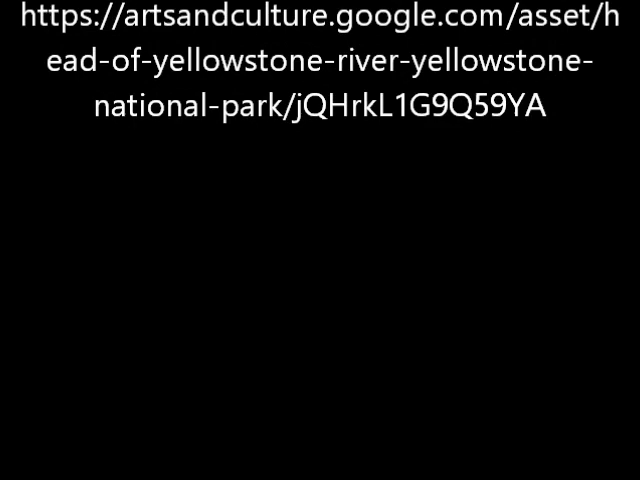 https://artsandculture.google.com/asset/h
ead-of-yellowstone-river-yellowstone-
national-park/jQHrkL1G9Q59YA